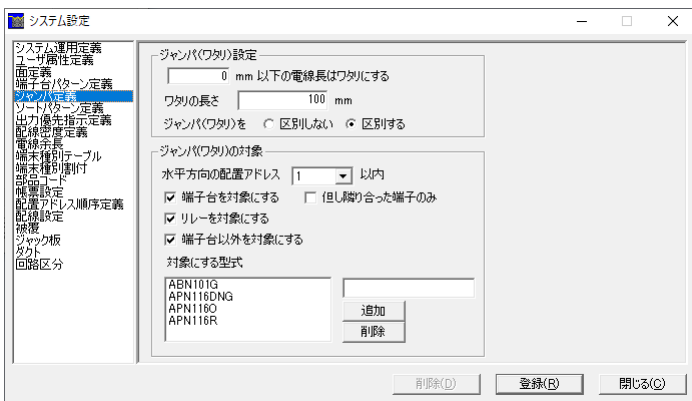 システム設定
システム運用定義
ユーザ属性定義
面定義
端子台パターン定義
ジャンパ定義
ソートパターン定義
出力優先指示定義
配線密度定義
電線余長
端末種別テーブル
端末種別割付
部品コード
帳票設定
配置アドレス順序定義
配線設定
被覆
ジャック板
ダクト
回路区分
ジャンパ(ワタリ)設定
0 mm 以下の電線長はワタリにする
ワタリの長さ 100 mm
ジャンパ(ワタリ)を 区別しない 区別する
ジャンパ(ワタリ)の対象
水平方向の配置アドレス 1 以内
端子台を対象にする 但し隣り合った端子のみ
リレーを対象にする
端子台以外を対象にする
対象にする型式
ABN101G
APN116DNG
APN116O
APN116R
追加
削除
削除(D) 登録(R) 閉じる(C)